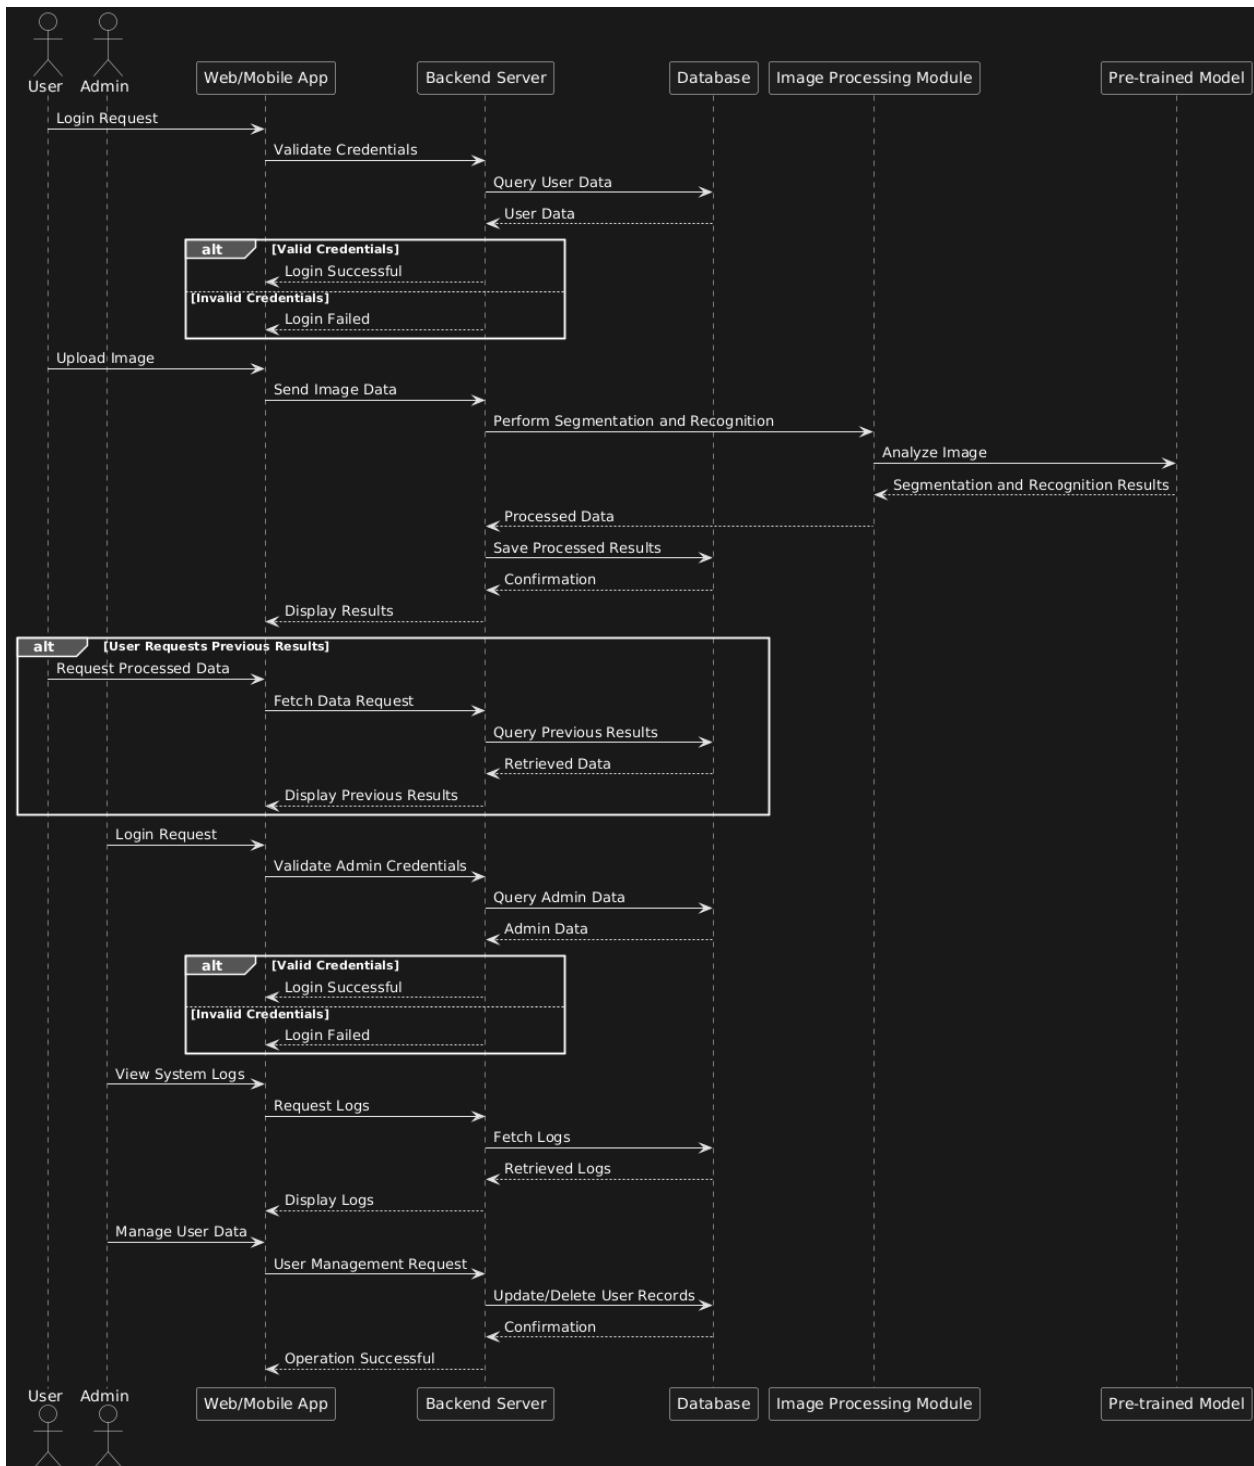 User
Admin
Web/Mobile App
Backend Server
Database
Image Processing Module
Pre-trained Model
Login Request
Validate Credentials
Query User Data
User Data
alt
[Valid Credentials]
Login Successful
[Invalid Credentials]
Login Failed
Upload Image
Send Image Data
Perform Segmentation and Recognition
Analyze Image
Segmentation and Recognition Results
Processed Data
Save Processed Results
Confirmation
Display Results
alt
[User Requests Previous Results]
Request Processed Data
Fetch Data Request
Query Previous Results
Retrieved Data
Display Previous Results
Login Request
Validate Admin Credentials
Query Admin Data
Admin Data
alt
[Valid Credentials]
Login Successful
[Invalid Credentials]
Login Failed
View System Logs
Request Logs
Fetch Logs
Retrieved Logs
Display Logs
Manage User Data
User Management Request
Update/Delete User Records
Confirmation
Operation Successful
User
Admin
Web/Mobile App
Backend Server
Database
Image Processing Module
Pre-trained Model